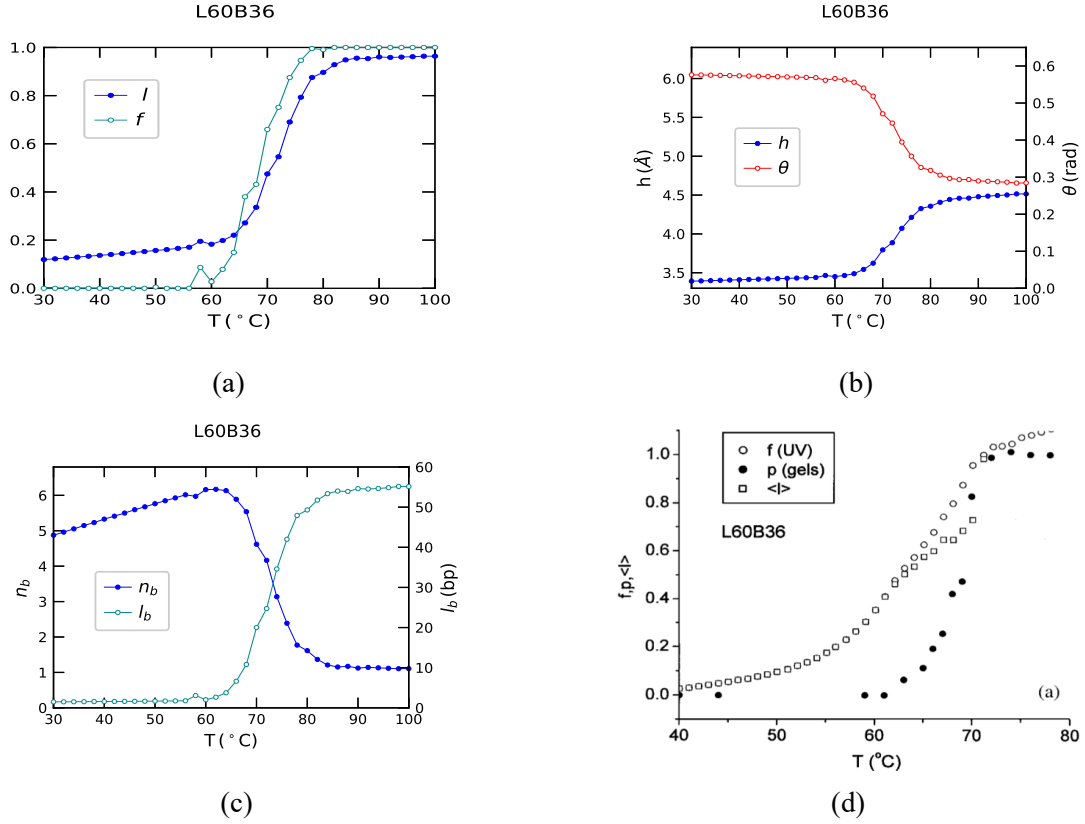 L60B36
1.0
0.8
0.6
0.4
0.2
0.0
l
f
30 40 50 60 70 80 90 100
T (°C)
(a)
L60B36
6.0
5.5
5.0
4.5
4.0
3.5
h (Å)
h
θ
0.6
0.5
0.4
0.3
0.2
0.1
0.0
θ (rad)
30 40 50 60 70 80 90 100
T (°C)
(b)
L60B36
6
5
4
3
2
1
0
n_b
n_b
l_b
60
50
40
30
20
10
0
l_b (bp)
30 40 50 60 70 80 90 100
T (°C)
(c)
f (UV)
p (gels)
<l>
L60B36
1.0
0.8
0.6
0.4
0.2
0.0
f,p,<l>
(a)
40 50 60 70 80
T (°C)
(d)